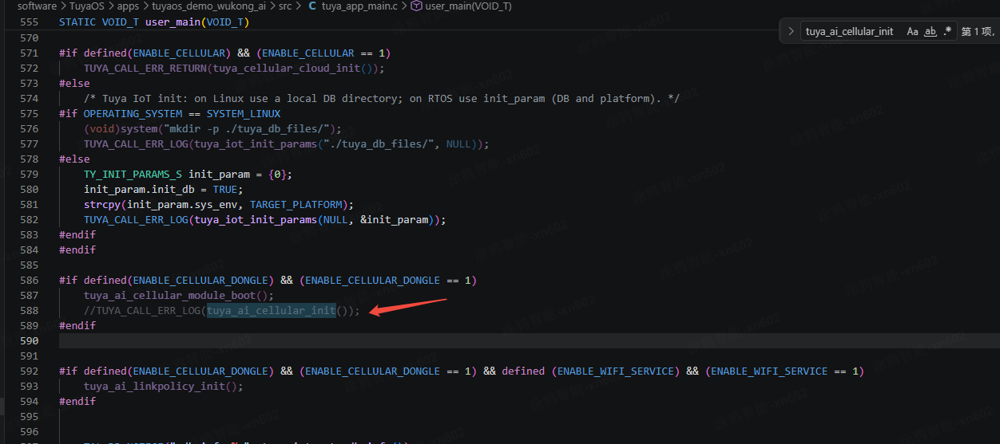 software > TuyaOS > apps > tuyaos_demo_wukong_ai > src > C tuya_app_main.c > user_main(VOID_T)
555 STATIC VOID_T user_main(VOID_T)
tuya_ai_cellular_init Aa ab .* 第 1 项,
570
571 #if defined(ENABLE_CELLULAR) && (ENABLE_CELLULAR == 1)
572 TUYA_CALL_ERR_RETURN(tuya_cellular_cloud_init());
573 #else
574 /* Tuya IoT init: on Linux use a local DB directory; on RTOS use init_param (DB and platform). */
575 #if OPERATING_SYSTEM == SYSTEM_LINUX
576 (void)system("mkdir -p ./tuya_db_files/");
577 TUYA_CALL_ERR_LOG(tuya_iot_init_params("./tuya_db_files/", NULL));
578 #else
579 TY_INIT_PARAMS_S init_param = {0};
580 init_param.init_db = TRUE;
581 strcpy(init_param.sys_env, TARGET_PLATFORM);
582 TUYA_CALL_ERR_LOG(tuya_iot_init_params(NULL, &init_param));
583 #endif
584 #endif
585
586 #if defined(ENABLE_CELLULAR_DONGLE) && (ENABLE_CELLULAR_DONGLE == 1)
587 tuya_ai_cellular_module_boot();
588 //TUYA_CALL_ERR_LOG(tuya_ai_cellular_init());
589 #endif
590
591
592 #if defined(ENABLE_CELLULAR_DONGLE) && (ENABLE_CELLULAR_DONGLE == 1) && defined (ENABLE_WIFI_SERVICE) && (ENABLE_WIFI_SERVICE == 1)
593 tuya_ai_linkpolicy_init();
594 #endif
595
596